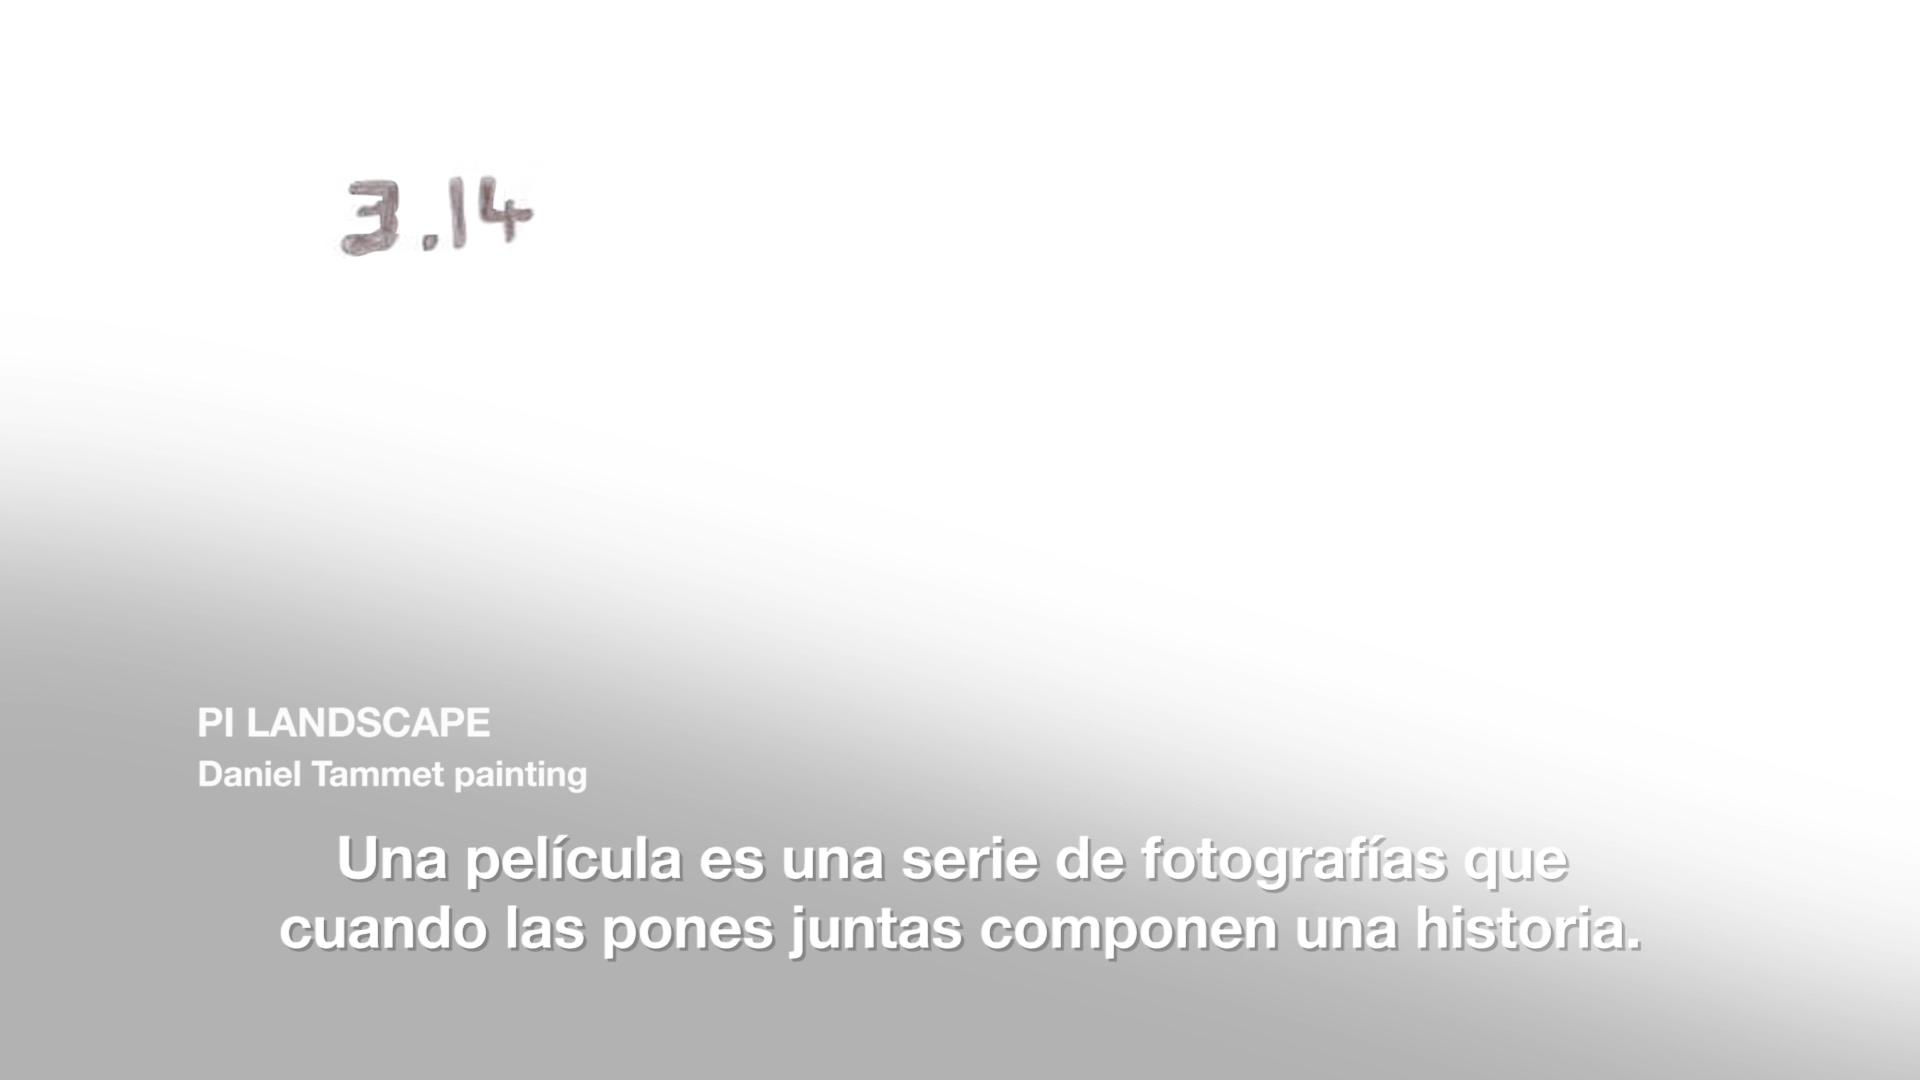 3.14
PI LANDSCAPE
Daniel Tammet painting
Una película es una serie de fotografías que
cuando las pones juntas componen una historia.